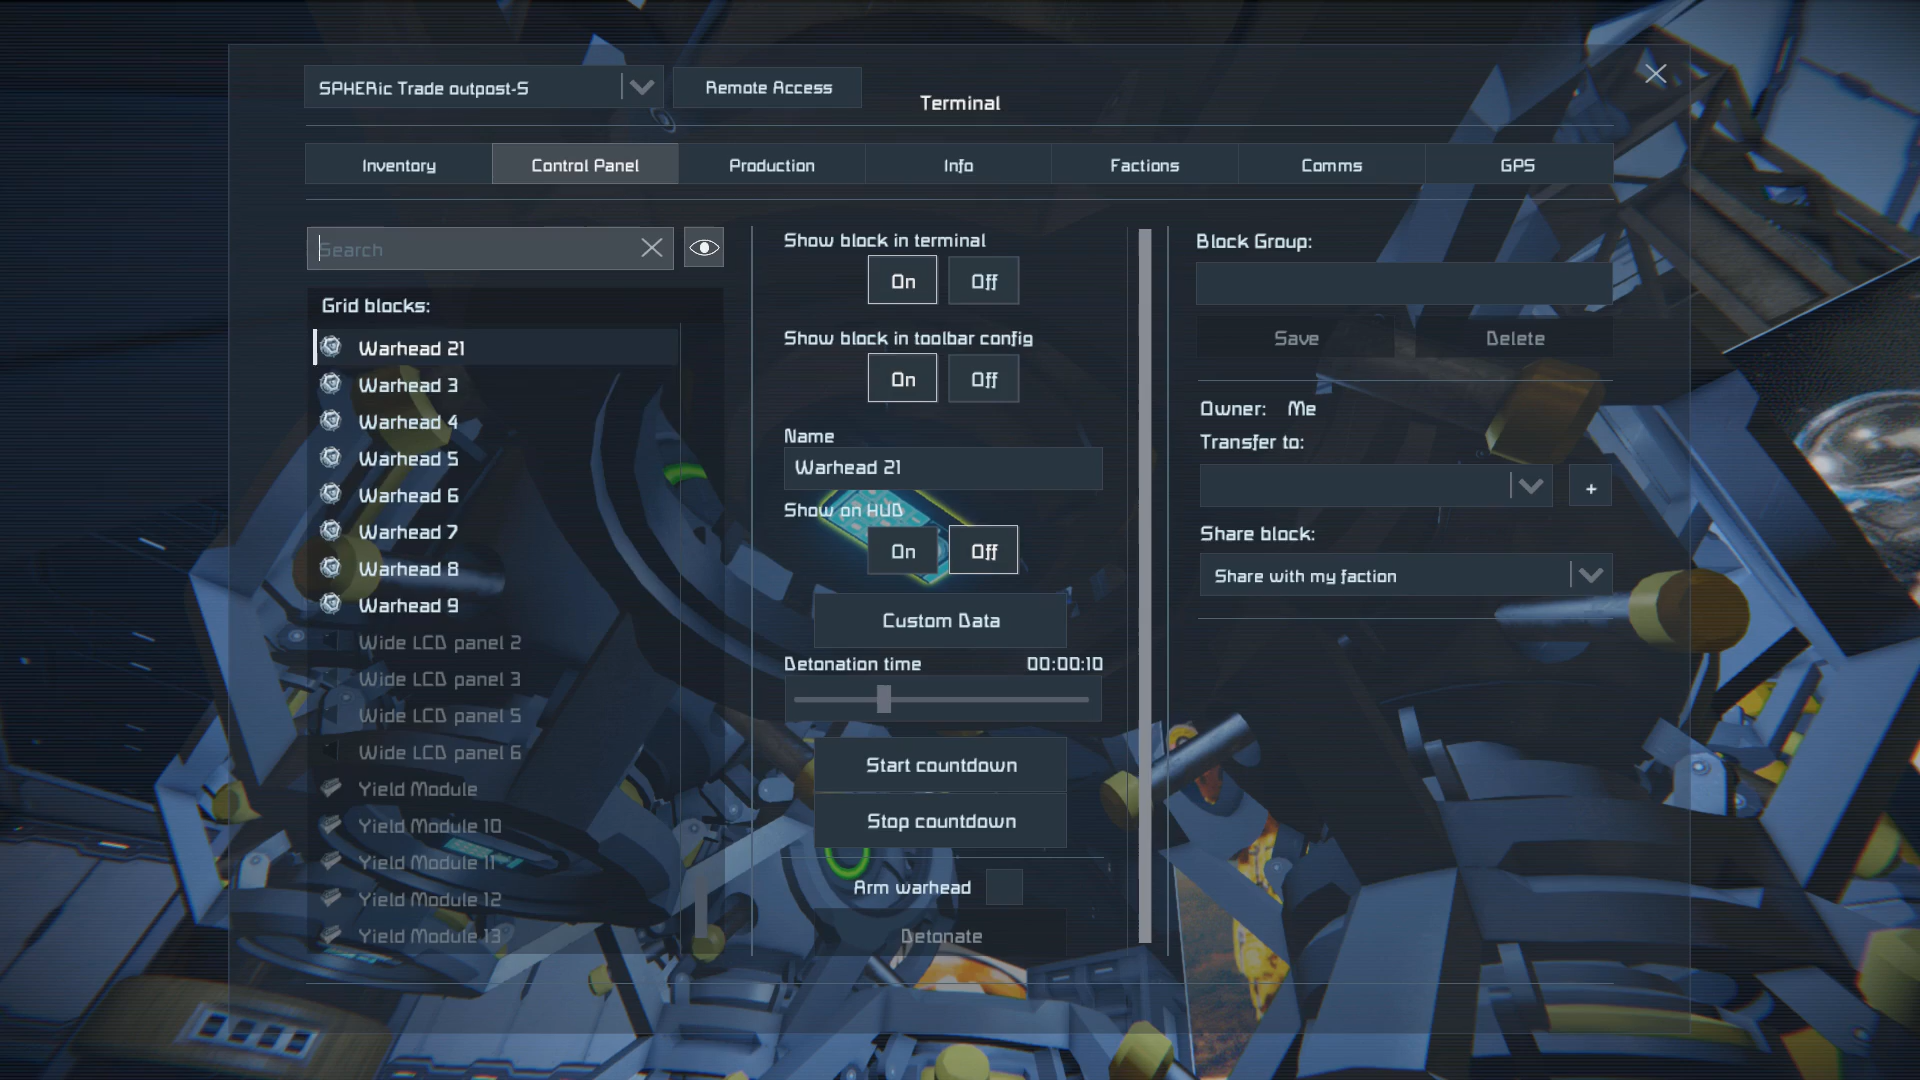 SPHERic Trade outpost-S
Remote Access
Terminal
Inventory
Control Panel
Production
Info
Factions
Comms
GPS
Search
Grid blocks:
Warhead 21
Warhead 3
Warhead 4
Warhead 5
Warhead 6
Warhead 7
Warhead 8
Warhead 9
Wide LCD panel 2
Wide LCD panel 3
Wide LCD panel 5
Wide LCD panel 6
Yield Module
Yield Module 10
Yield Module 11
Yield Module 12
Yield Module 13
Show block in terminal
On Off
Show block in toolbar config
On Off
Name
Warhead 21
Show on HUD
On Off
Custom Data
Detonation time 00:00:10
Start countdown
Stop countdown
Arm warhead
Detonate
Block Group:
Save Delete
Owner: Me
Transfer to:
+
Share block:
Share with my faction